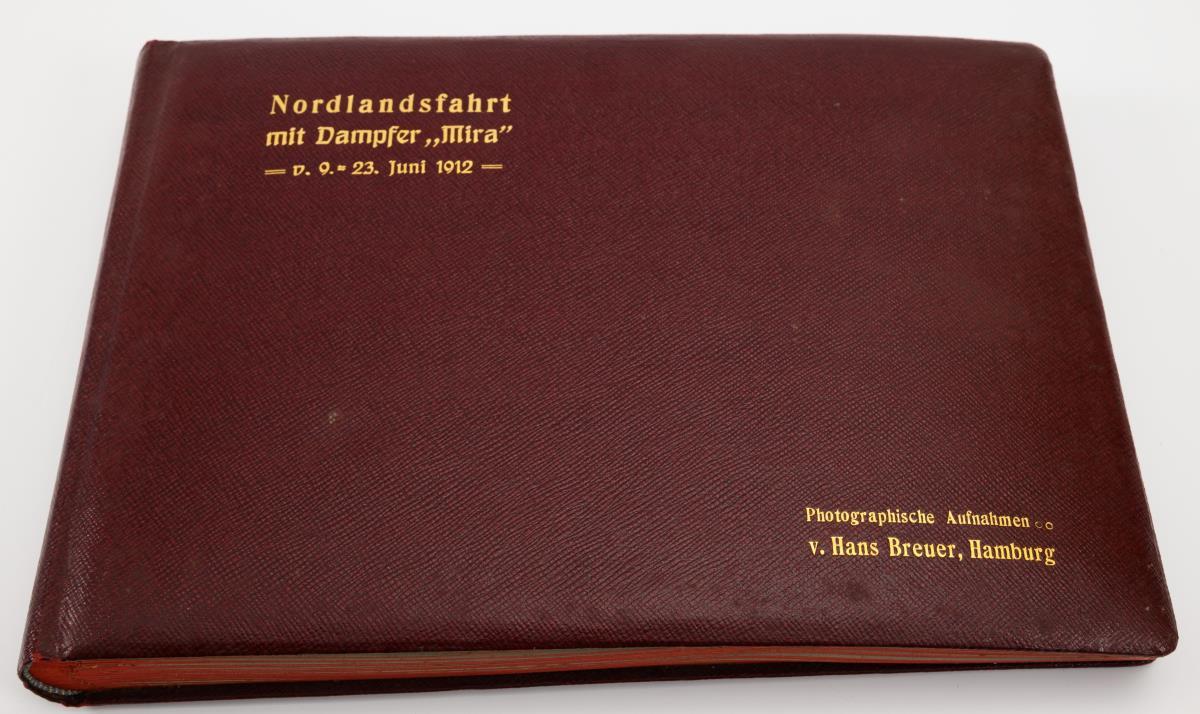 Nordlandsfahrt
mit Dampfer „Mira”
= v. 9.=23. Juni 1912 =
Photographische Aufnahmen
v. Hans Breuer, Hamburg